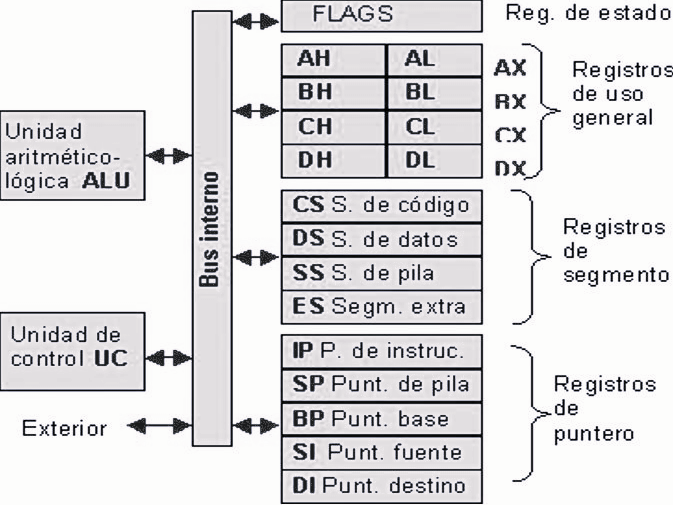 FLAGS Reg. de estado
AH AL AX
BH BL BX
CH CL CX
DH DL DX
Registros
de uso
general
Unidad
aritmético-
lógica ALU
Bus interno
CS S. de código
DS S. de datos
SS S. de pila
ES Segm. extra
Registros
de
segmento
Unidad de
control UC
Exterior
IP P. de instruc.
SP Punt. de pila
BP Punt. base
SI Punt. fuente
DI Punt. destino
Registros
de
puntero